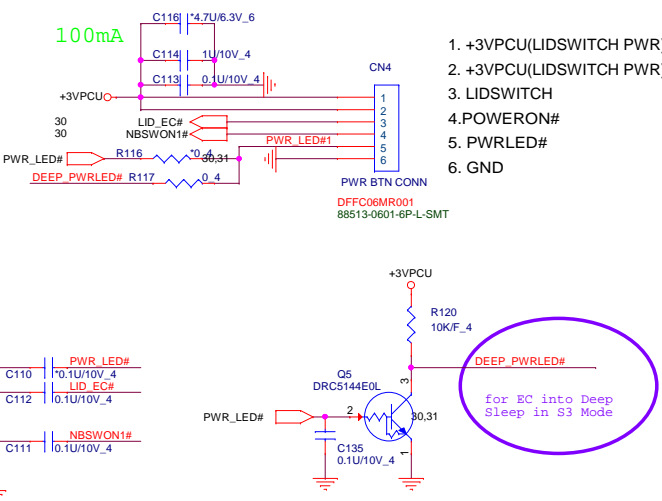 100mA
C116 *4.7U/6.3V_6
C114 1U/10V_4
C113 0.1U/10V_4
+3VPCU
30 LID_EC#
30 NBSWON1#
PWR_LED# R116 *0_4 30,31
PWR_LED#1
DEEP_PWRLED# R117 0_4
CN4
1
2
3
4
5
6
PWR BTN CONN
DFFC06MR001
88513-0601-6P-L-SMT
1. +3VPCU(LIDSWITCH PWR)
2. +3VPCU(LIDSWITCH PWR)
3. LIDSWITCH
4.POWERON#
5. PWRLED#
6. GND
PWR_LED#
C110 *0.1U/10V_4
LID_EC#
C112 0.1U/10V_4
NBSWON1#
C111 0.1U/10V_4
+3VPCU
R120
10K/F_4
DEEP_PWRLED#
Q5
DRC5144E0L
3
PWR_LED# 2 30,31
1
C135
0.1U/10V_4
for EC into Deep
Sleep in S3 Mode